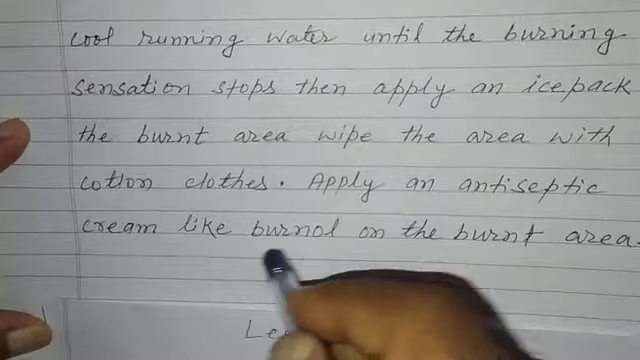 cool running water until the burning
sensation stops then apply an icepack
the burnt area wipe the area with
cotton clothes. Apply an antiseptic
cream like burnol on the burnt area.